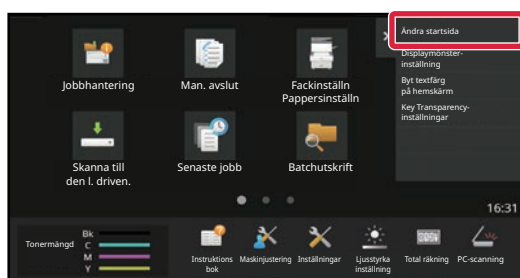 Ändra startsida
Displaymönster-
inställning
Byt textfärg
på hemskärm
Key Transparency-
inställningar
Jobbhantering
Man. avslut
Fackinställn
Pappersinställn
Skanna till
den l. driven.
Senaste jobb
Batchutskrift
16:31
Tonermängd
Bk
C
M
Y
Instruktions
bok
Maskinjustering
Inställningar
Ljusstyrka
inställning
Total räkning
PC-scanning